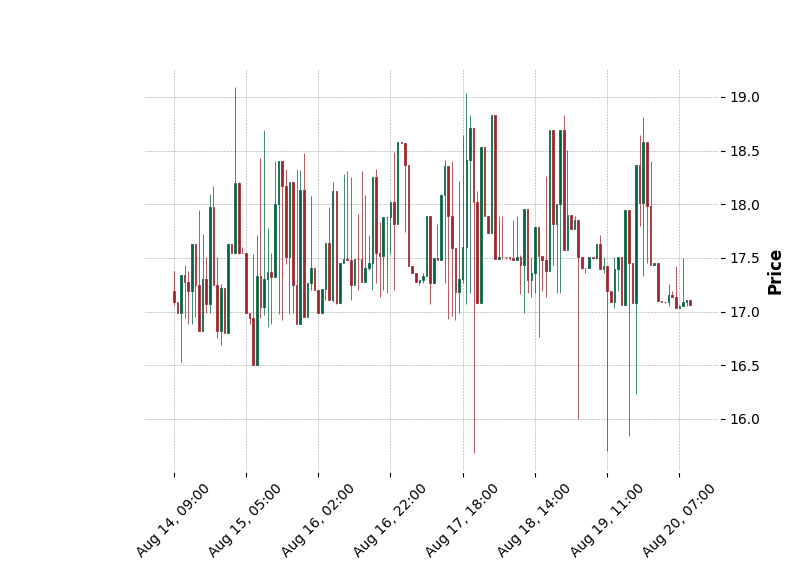 19.0
18.5
18.0
17.5
17.0
16.5
16.0
Price
Aug 14, 09:00
Aug 15, 05:00
Aug 16, 02:00
Aug 16, 22:00
Aug 17, 18:00
Aug 18, 14:00
Aug 19, 11:00
Aug 20, 07:00